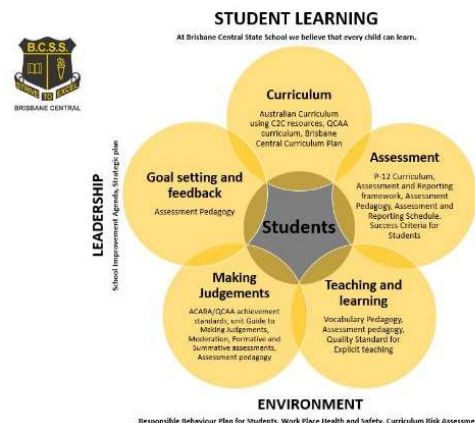 STUDENT LEARNING
At Brisbane Central State School we believe that every child can learn.
B.C.S.S.
STRIVE TO EXCEL
BRISBANE CENTRAL
Curriculum
Australian Curriculum
using C2C resources, QCAA
curriculum, Brisbane
Central Curriculum Plan
Assessment
P-12 Curriculum,
Assessment and Reporting
framework, Assessment
Pedagogy, Assessment and
Reporting Schedule.
Success Criteria for
Students
Goal setting and
feedback
Assessment Pedagogy
LEADERSHIP
School Improvement Agenda, Strategic plan
Students
Making
Judgements
ACARA/QCAA achievement
standards, unit Guide to
Making Judgements,
Moderation, Formative and
Summative assessments,
Assessment pedagogy
Teaching and
learning
Vocabulary Pedagogy,
Assessment pedagogy,
Quality Standard for
Explicit teaching
ENVIRONMENT
Responsible Behaviour Plan for Students, Work Place Health and Safety, Curriculum Risk Assessme